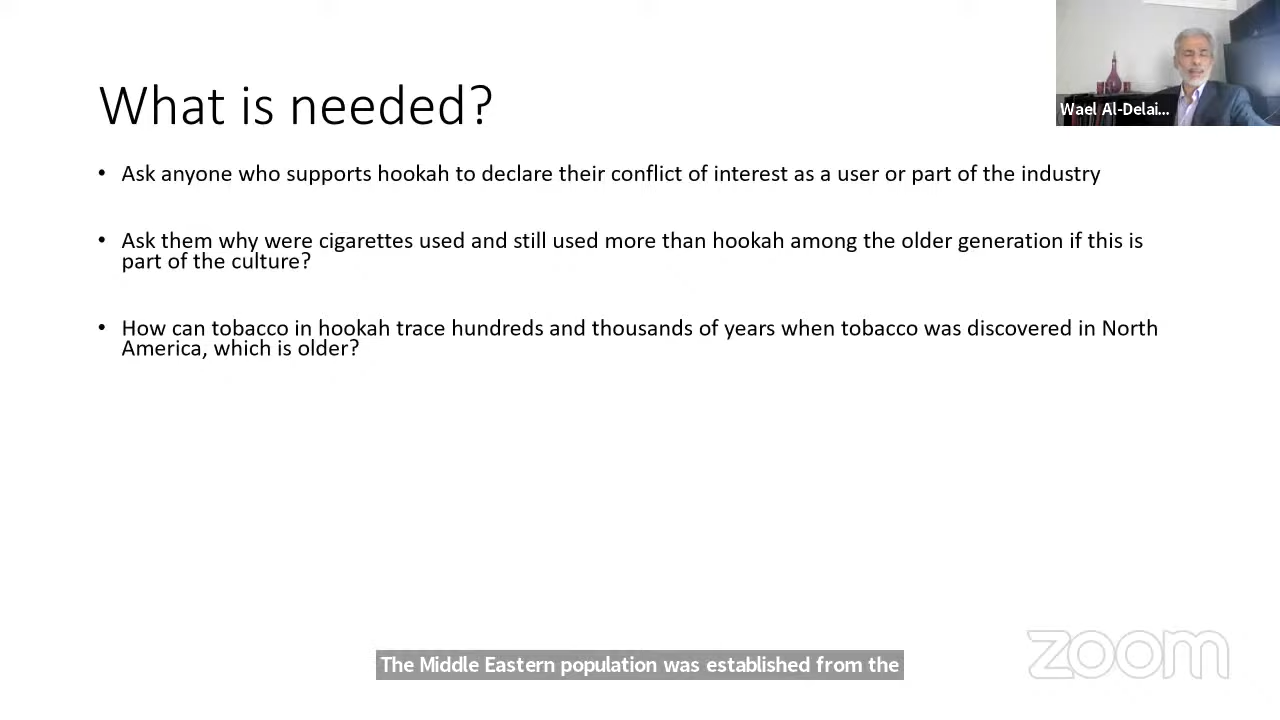 What is needed?
Wael Al-Delai...
• Ask anyone who supports hookah to declare their conflict of interest as a user or part of the industry
• Ask them why were cigarettes used and still used more than hookah among the older generation if this is
part of the culture?
• How can tobacco in hookah trace hundreds and thousands of years when tobacco was discovered in North
America, which is older?
zoom
The Middle Eastern population was established from the